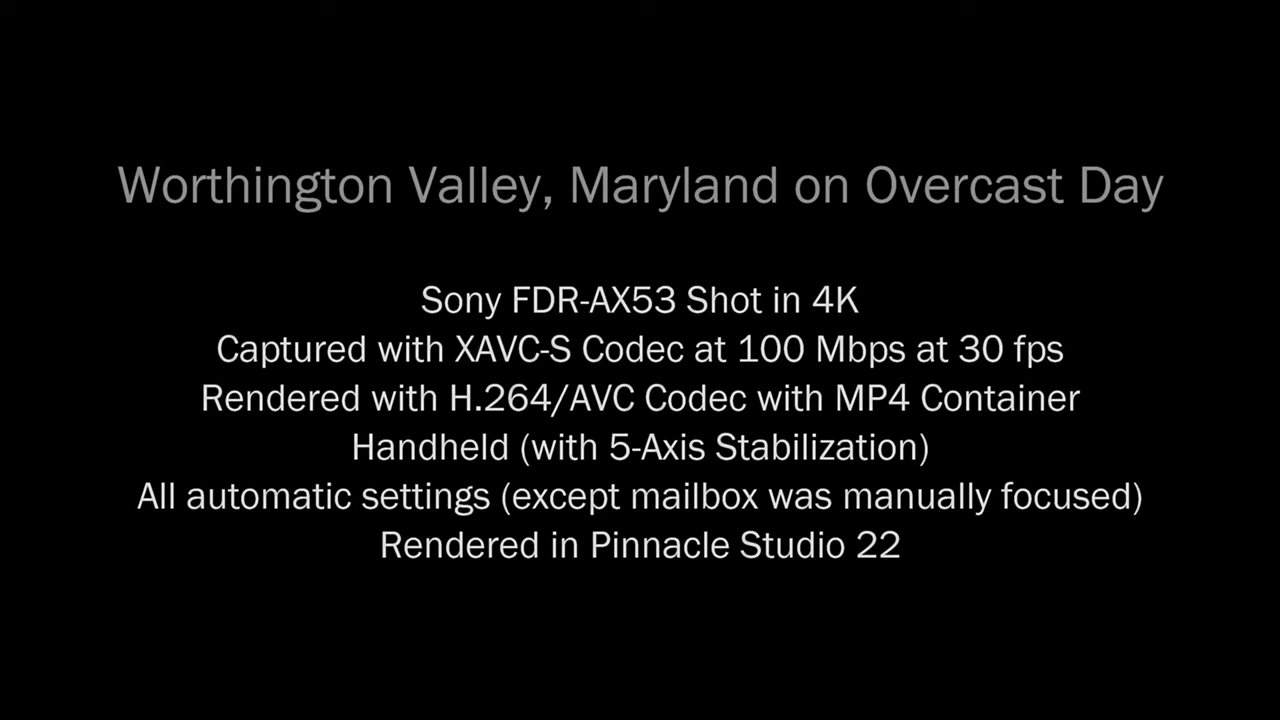 Worthington Valley, Maryland on Overcast Day
Sony FDR-AX53 Shot in 4K
Captured with XAVC-S Codec at 100 Mbps at 30 fps
Rendered with H.264/AVC Codec with MP4 Container
Handheld (with 5-Axis Stabilization)
All automatic settings (except mailbox was manually focused)
Rendered in Pinnacle Studio 22